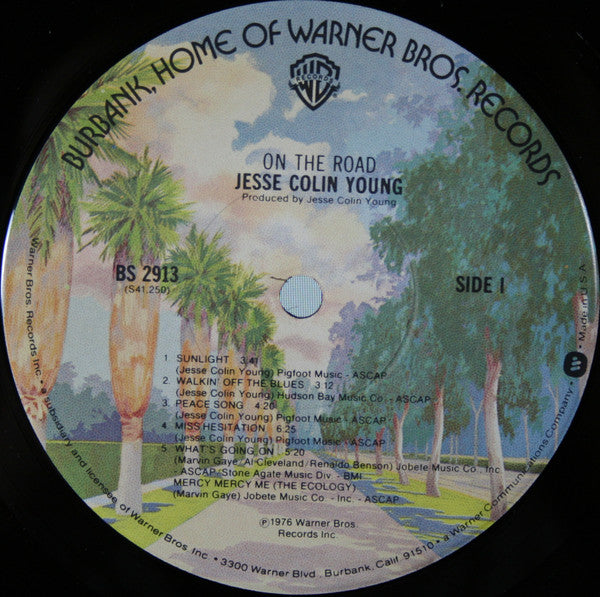 BURBANK, HOME OF WARNER BROS. RECORDS
WB
RECORDS
ON THE ROAD
JESSE COLIN YOUNG
Produced by Jesse Colin Young
BS 2913
(S41,250)
SIDE 1
1. SUNLIGHT 3:41
(Jesse Colin Young) Pigfoot Music - ASCAP
2. WALKIN' OFF THE BLUES 3:12
(Jesse Colin Young) Hudson Bay Music Co. - BMI
3. PEACE SONG 4:20
(Jesse Colin Young) Pigfoot Music - ASCAP
4. MISS HESITATION 6:25
(Jesse Colin Young) Pigfoot Music - ASCAP
5. WHAT'S GOING ON 5:20
(Marvin Gaye/Al Cleveland/Renaldo Benson) Jobete Music Co., Inc.
- ASCAP/Stone Agate Music Div. - BMI
MERCY MERCY ME (THE ECOLOGY)
(Marvin Gaye) Jobete Music Co. - Inc. - ASCAP
℗1976 Warner Bros.
Records Inc.
Warner Bros. Records Inc. • a subsidiary and licensee of Warner Bros. Inc. • 3300 Warner Blvd., Burbank, Calif. 91510 • a Warner Communications Company. • Made in U.S.A.